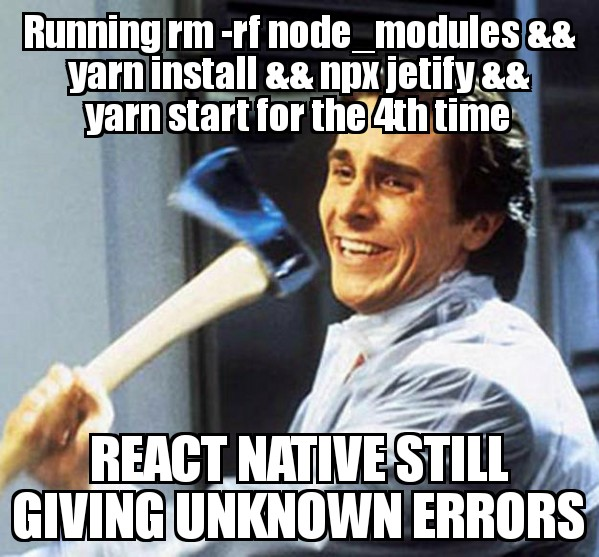 Running rm -rf node_modules &&
yarn install && npx jetify &&
yarn start for the 4th time
REACT NATIVE STILL
GIVING UNKNOWN ERRORS